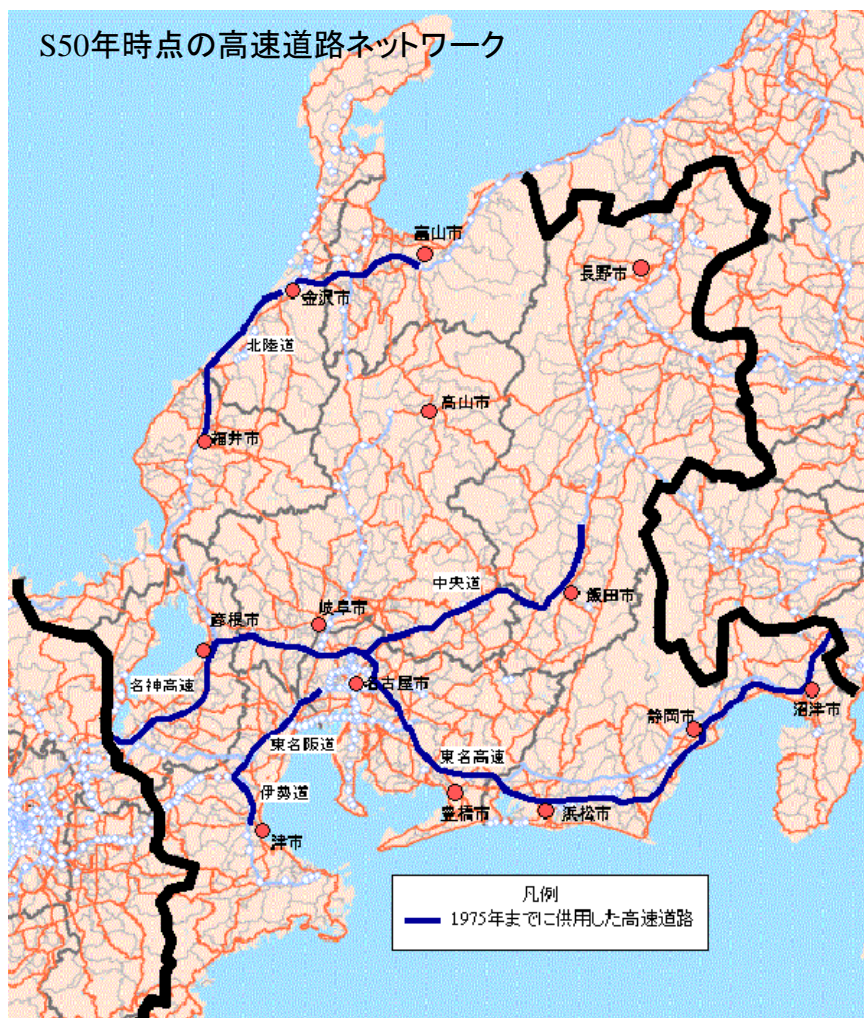 S50年時点の高速道路ネットワーク
富山市
長野市
金沢市
北陸道
高山市
福井市
中央道
飯田市
岐阜市
彦根市
名神高速
名古屋市
沼津市
静岡市
東名阪道
東名高速
伊勢道
豊橋市
浜松市
津市
凡例
1975年までに供用した高速道路